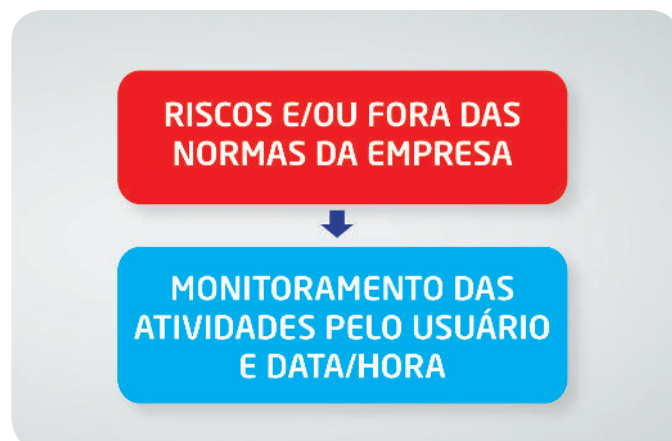 RISCOS E/OU FORA DAS
NORMAS DA EMPRESA
MONITORAMENTO DAS
ATIVIDADES PELO USUÁRIO
E DATA/HORA